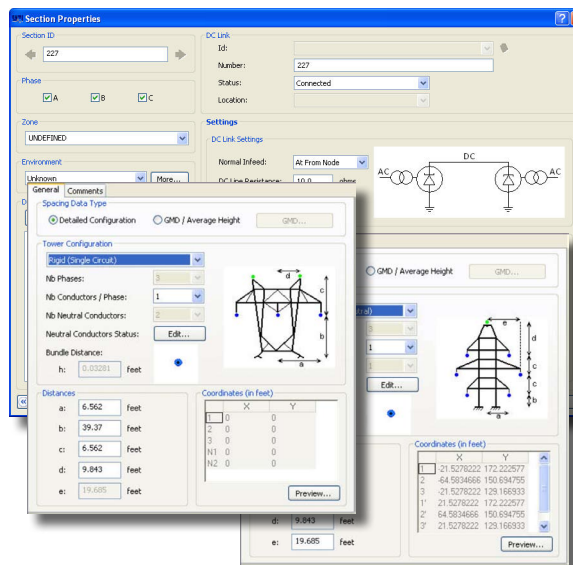 Section Properties
?
Section ID
227
Phase
A B C
Zone
UNDEFINED
Environment
Unknown More...
DC Link
Id:
Number: 227
Status: Connected
Location:
Settings
DC Link Settings
Normal Infeed: At From Node
DC Line Resistance: 10.0 ohms
DC
AC AC
General Comments
Spacing Data Type
Detailed Configuration GMD / Average Height GMD...
Tower Configuration
Rigid (Single Circuit)
Nb Phases: 3
Nb Conductors / Phase: 1
Nb Neutral Conductors: 2
Neutral Conductors Status: Edit...
Bundle Distance:
h: 0.03281 feet
d
c
b
a
Distances
a: 6.562 feet
b: 39.37 feet
c: 6.562 feet
d: 9.843 feet
e: 19.685 feet
Coordinates (in feet)
X Y
1 0 0
2 0 0
3 0 0
N1 0 0
N2 0 0
Preview...
GMD / Average Height GMD...
3
1
1
Edit...
e
d
c
c
b
a
Coordinates (in feet)
X Y
1 -21.5278222 172.222577
2 -64.5834666 150.694755
3 -21.5278222 129.166933
1' 21.5278222 172.222577
2' 64.5834666 150.694755
3' 21.5278222 129.166933
d: 9.843 feet
e: 19.685 feet
Preview...